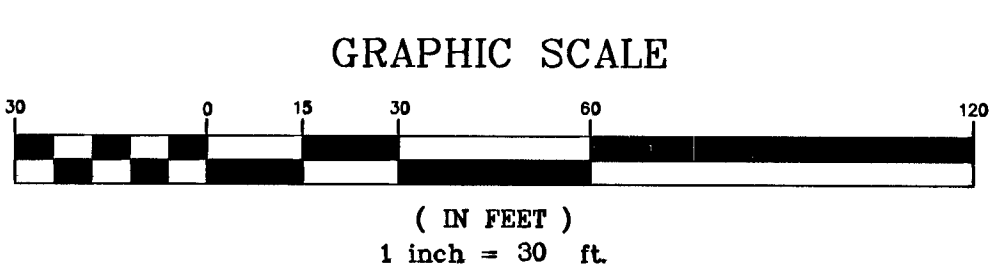 GRAPHIC SCALE
30 0 15 30 60 120
( IN FEET )
1 inch = 30 ft.